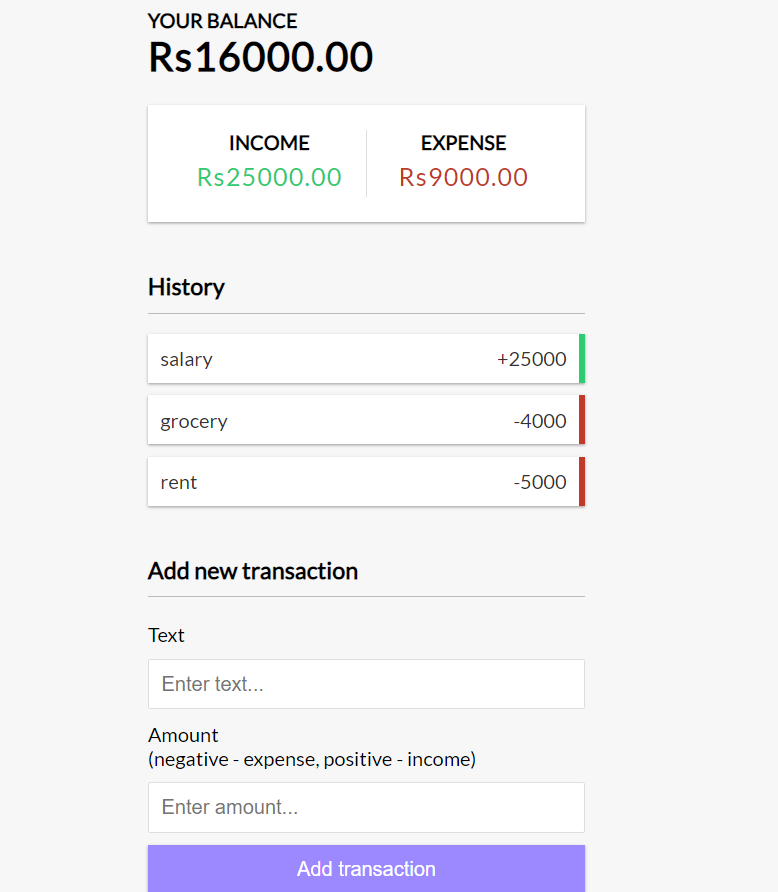 YOUR BALANCE
Rs16000.00
INCOME EXPENSE
Rs25000.00 Rs9000.00
History
salary +25000
grocery -4000
rent -5000
Add new transaction
Text
Enter text...
Amount
(negative - expense, positive - income)
Enter amount...
Add transaction